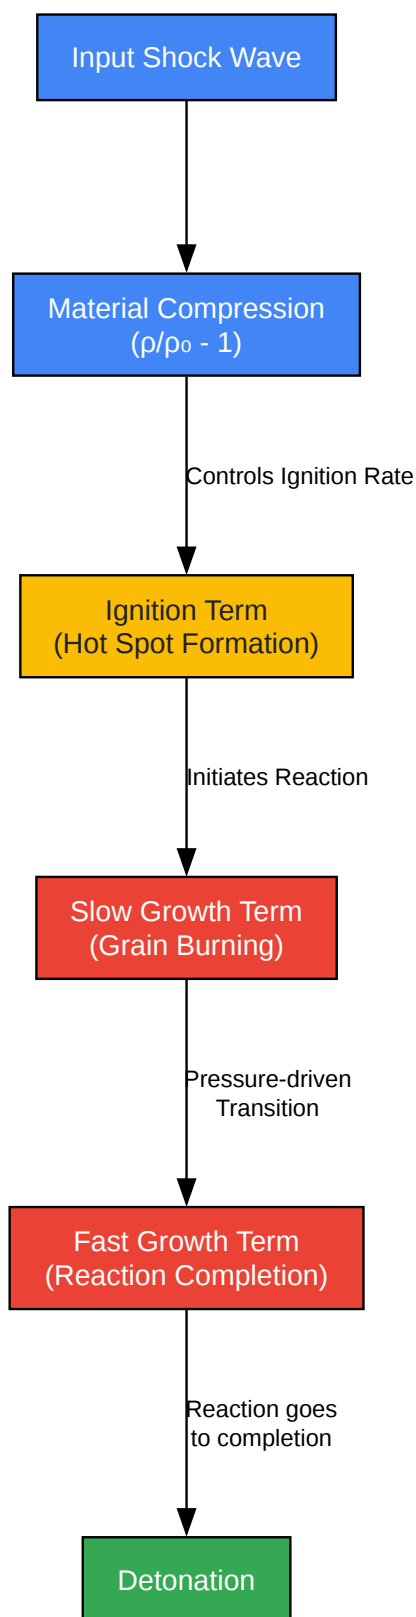 Input Shock Wave
Material Compression
(ρ/ρ₀ - 1)
Controls Ignition Rate
Ignition Term
(Hot Spot Formation)
Initiates Reaction
Slow Growth Term
(Grain Burning)
Pressure-driven
Transition
Fast Growth Term
(Reaction Completion)
Reaction goes
to completion
Detonation